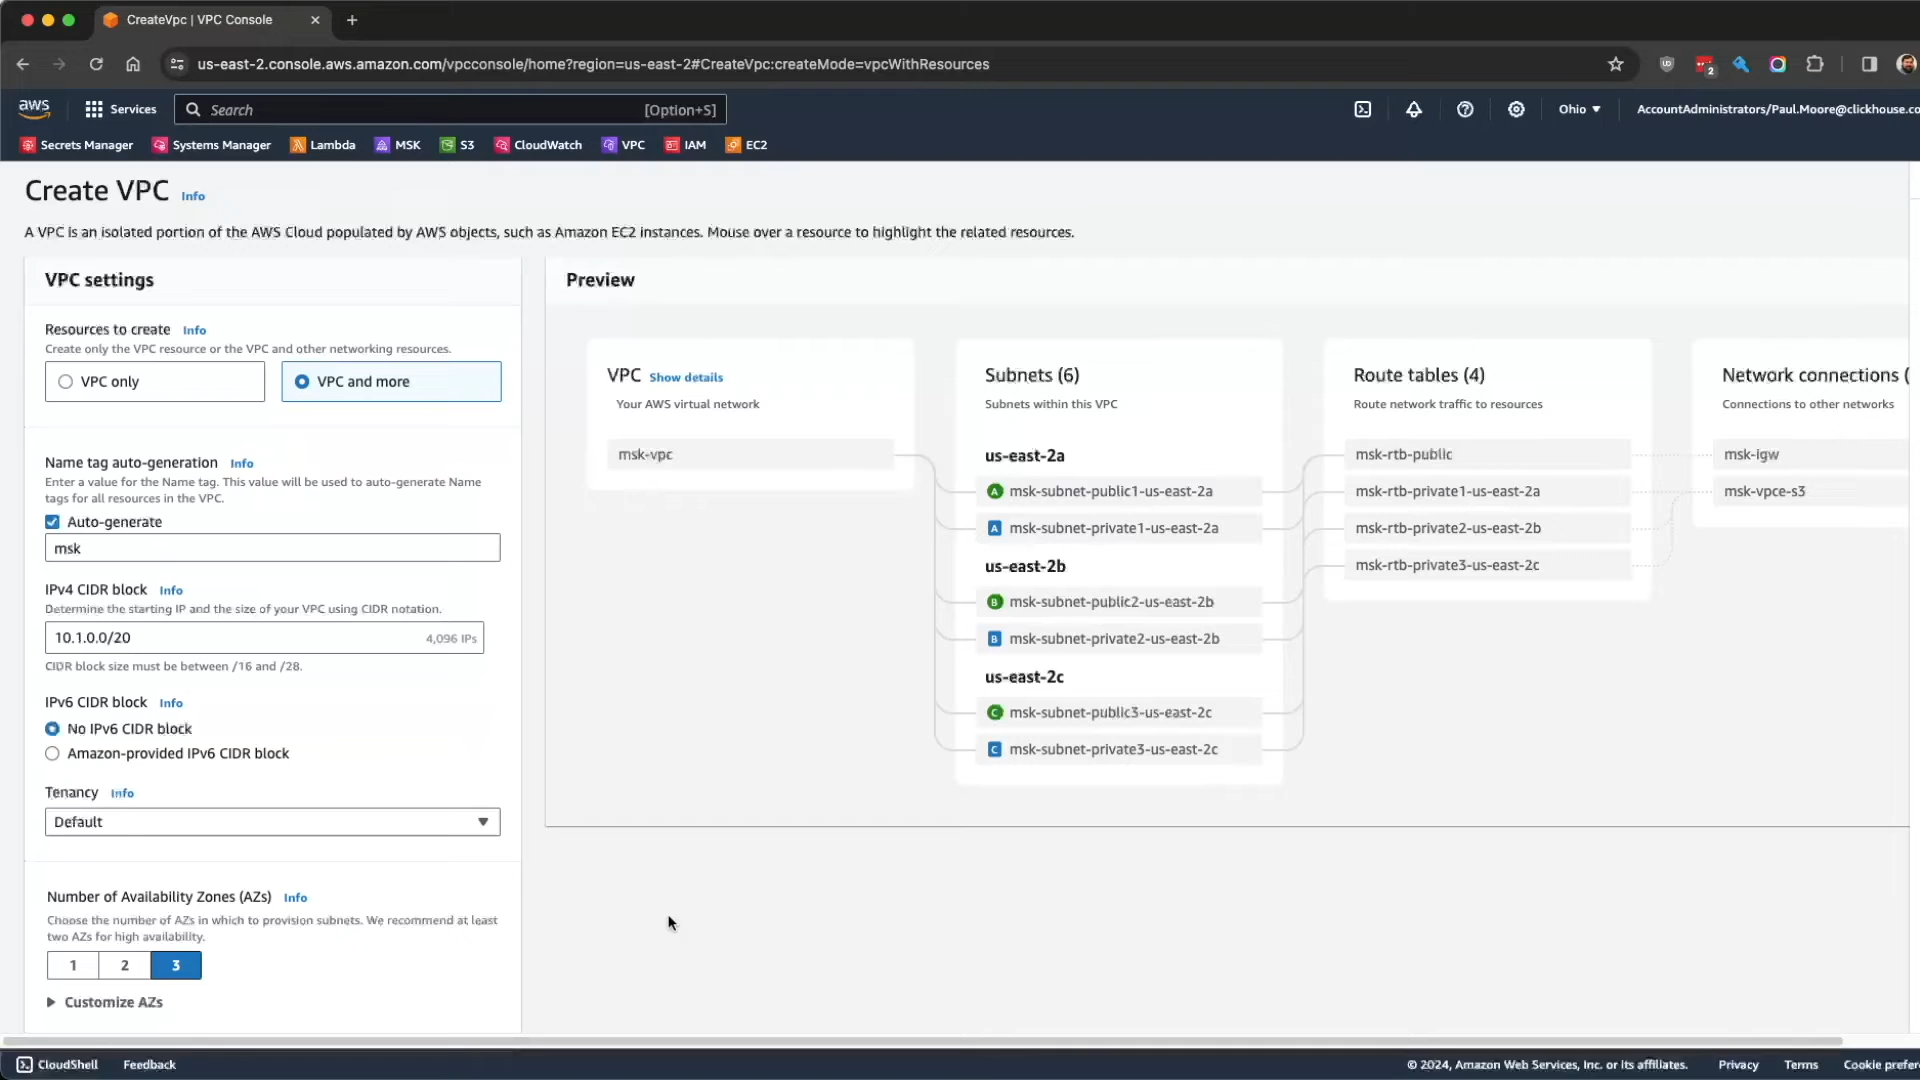 CreateVpc | VPC Console
us-east-2.console.aws.amazon.com/vpcconsole/home?region=us-east-2#CreateVpc:createMode=vpcWithResources
2
aws
Services
Search
[Option+S]
Ohio
AccountAdministrators/Paul.Moore@clickhouse.co
Secrets Manager
Systems Manager
Lambda
MSK
S3
CloudWatch
VPC
IAM
EC2
Create VPC Info
A VPC is an isolated portion of the AWS Cloud populated by AWS objects, such as Amazon EC2 instances. Mouse over a resource to highlight the related resources.
VPC settings
Resources to create Info
Create only the VPC resource or the VPC and other networking resources.
VPC only
VPC and more
Name tag auto-generation Info
Enter a value for the Name tag. This value will be used to auto-generate Name
tags for all resources in the VPC.
Auto-generate
msk
IPv4 CIDR block Info
Determine the starting IP and the size of your VPC using CIDR notation.
10.1.0.0/20
4,096 IPs
CIDR block size must be between /16 and /28.
IPv6 CIDR block Info
No IPv6 CIDR block
Amazon-provided IPv6 CIDR block
Tenancy Info
Default
Number of Availability Zones (AZs) Info
Choose the number of AZs in which to provision subnets. We recommend at least
two AZs for high availability.
1
2
3
Customize AZs
Preview
VPC Show details
Your AWS virtual network
msk-vpc
Subnets (6)
Subnets within this VPC
us-east-2a
A msk-subnet-public1-us-east-2a
A msk-subnet-private1-us-east-2a
us-east-2b
B msk-subnet-public2-us-east-2b
B msk-subnet-private2-us-east-2b
us-east-2c
C msk-subnet-public3-us-east-2c
C msk-subnet-private3-us-east-2c
Route tables (4)
Route network traffic to resources
msk-rtb-public
msk-rtb-private1-us-east-2a
msk-rtb-private2-us-east-2b
msk-rtb-private3-us-east-2c
Network connections (
Connections to other networks
msk-igw
msk-vpce-s3
CloudShell
Feedback
© 2024, Amazon Web Services, Inc. or its affiliates.
Privacy
Terms
Cookie prefer